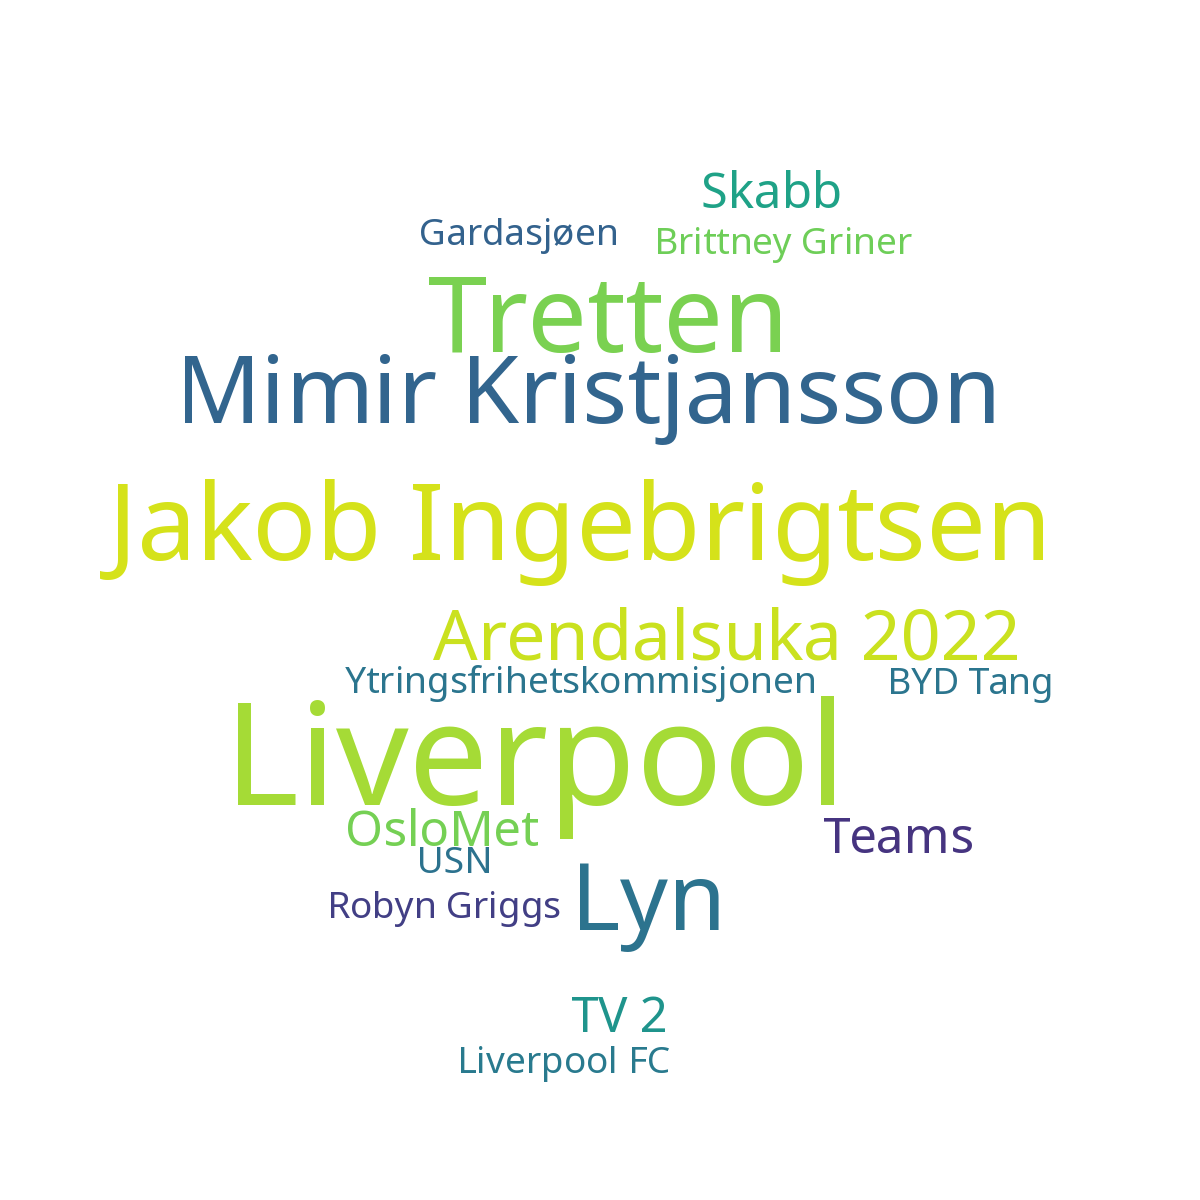 Skabb
Gardasjøen
Brittney Griner
Tretten
Mimir Kristjansson
Jakob Ingebrigtsen
Arendalsuka 2022
Ytringsfrihetskommisjonen
BYD Tang
Liverpool
OsloMet
Teams
USN
Lyn
Robyn Griggs
TV 2
Liverpool FC